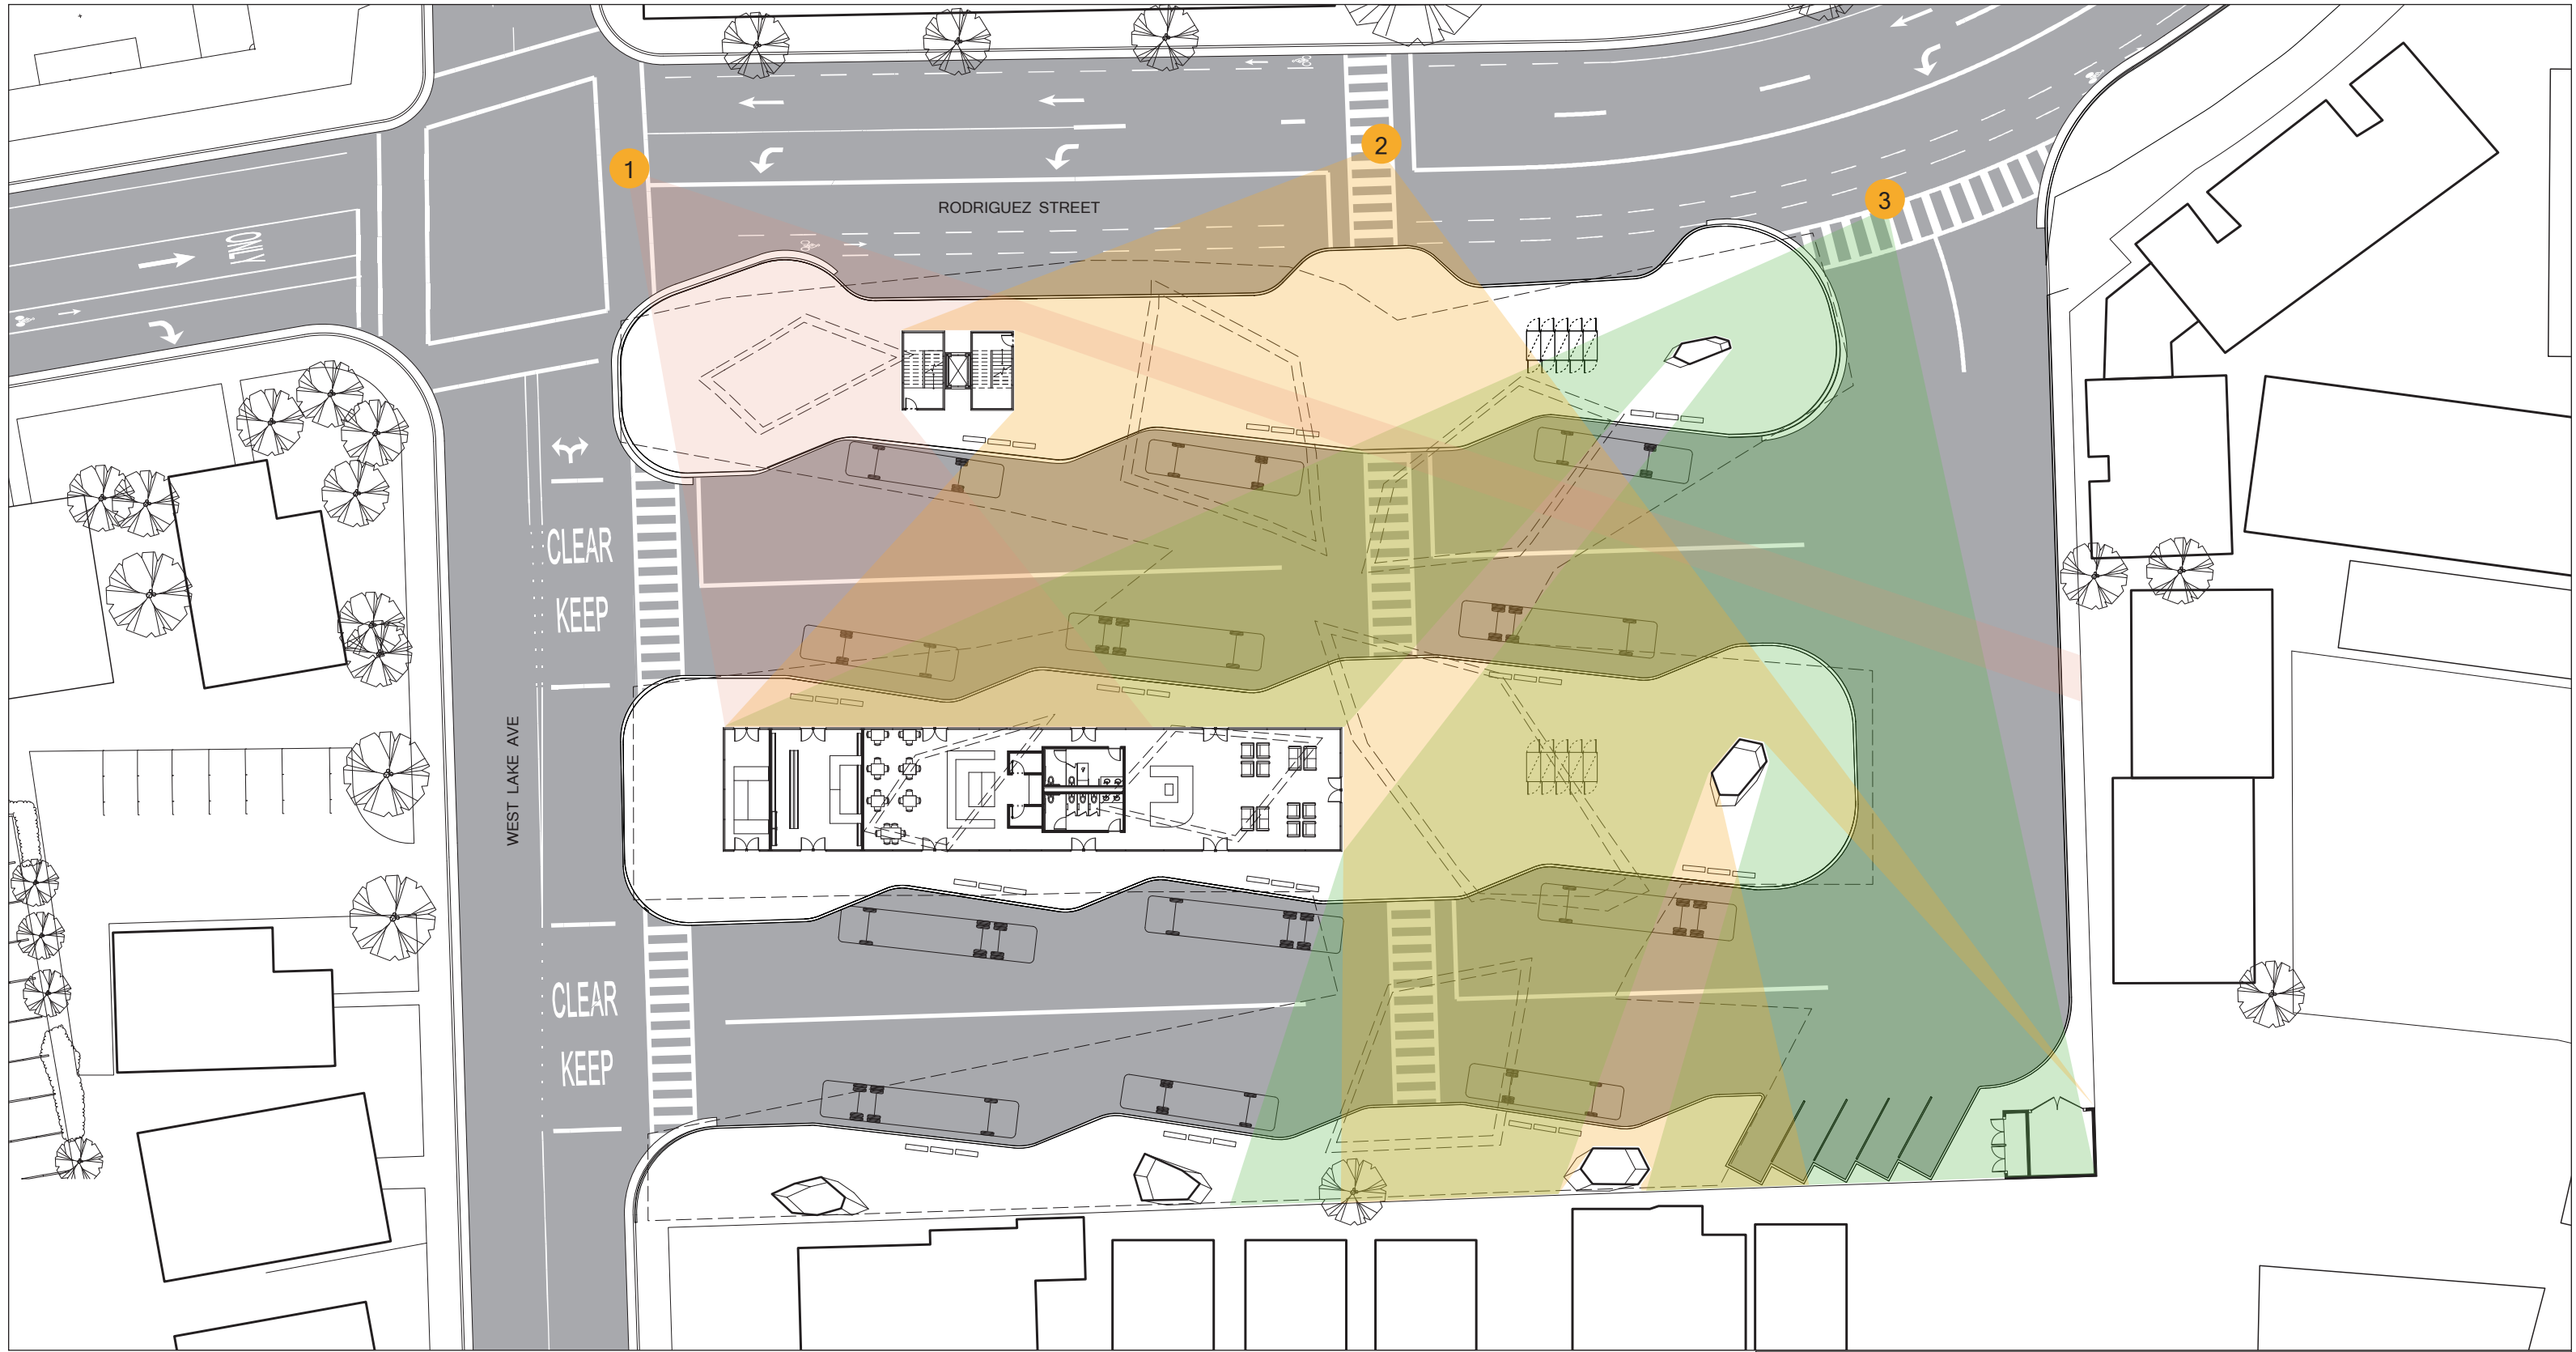 1
2
3
RODRIGUEZ STREET
ONLY
CLEAR
KEEP
WEST LAKE AVE
CLEAR
KEEP